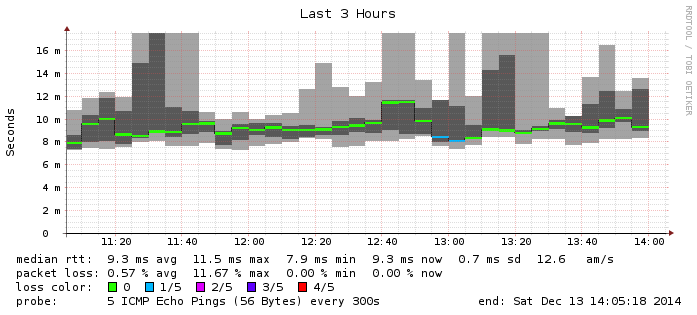 Last 3 Hours
RRDTOOL / TOBI OETIKER
Seconds
16 m
14 m
12 m
10 m
8 m
6 m
4 m
2 m
0
11:20 11:40 12:00 12:20 12:40 13:00 13:20 13:40 14:00
median rtt: 9.3 ms avg 11.5 ms max 7.9 ms min 9.3 ms now 0.7 ms sd 12.6 am/s
packet loss: 0.57 % avg 11.67 % max 0.00 % min 0.00 % now
loss color: 0 1/5 2/5 3/5 4/5
probe: 5 ICMP Echo Pings (56 Bytes) every 300s end: Sat Dec 13 14:05:18 2014